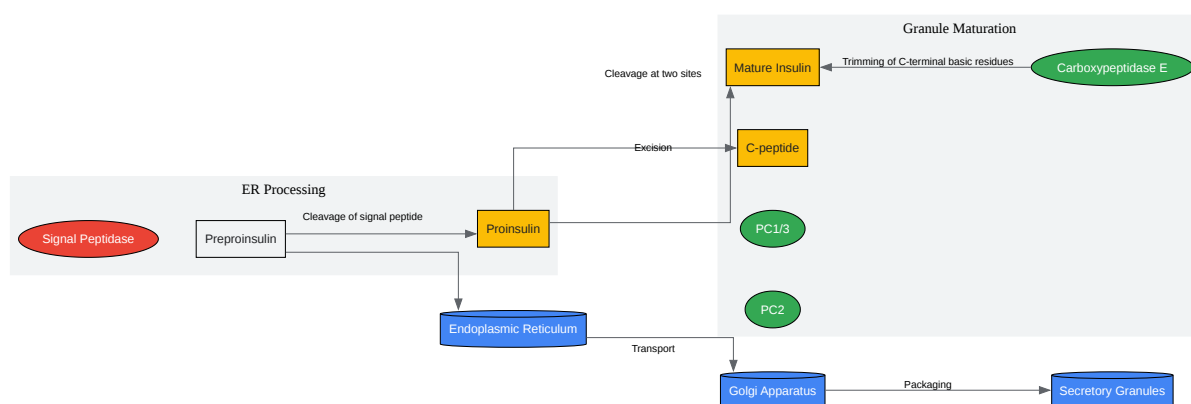 Granule Maturation
Cleavage at two sites
Mature Insulin
Trimming of C-terminal basic residues
Carboxypeptidase E
Excision
C-peptide
ER Processing
Signal Peptidase
Preproinsulin
Cleavage of signal peptide
Proinsulin
PC1/3
PC2
Endoplasmic Reticulum
Transport
Golgi Apparatus
Packaging
Secretory Granules